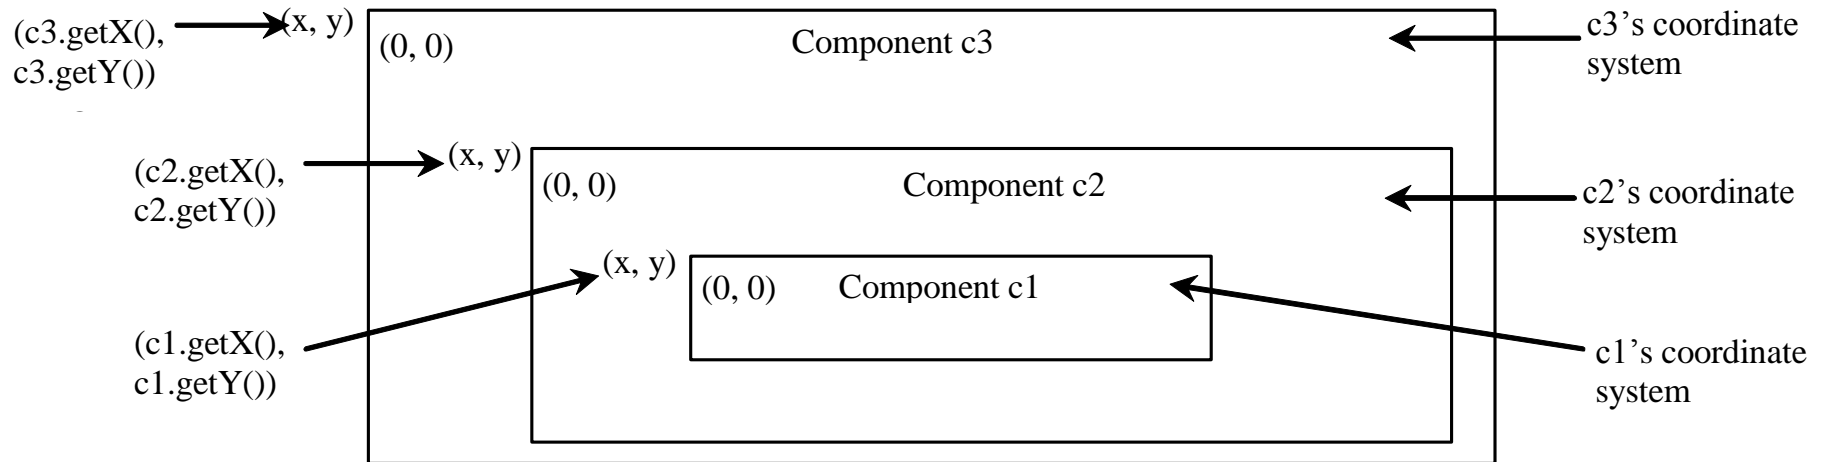 (c3.getX(),
c3.getY())
(x, y)
(0, 0)
Component c3
c3’s coordinate
system
(c2.getX(),
c2.getY())
(x, y)
(0, 0)
Component c2
c2’s coordinate
system
(c1.getX(),
c1.getY())
(x, y)
(0, 0)
Component c1
c1’s coordinate
system